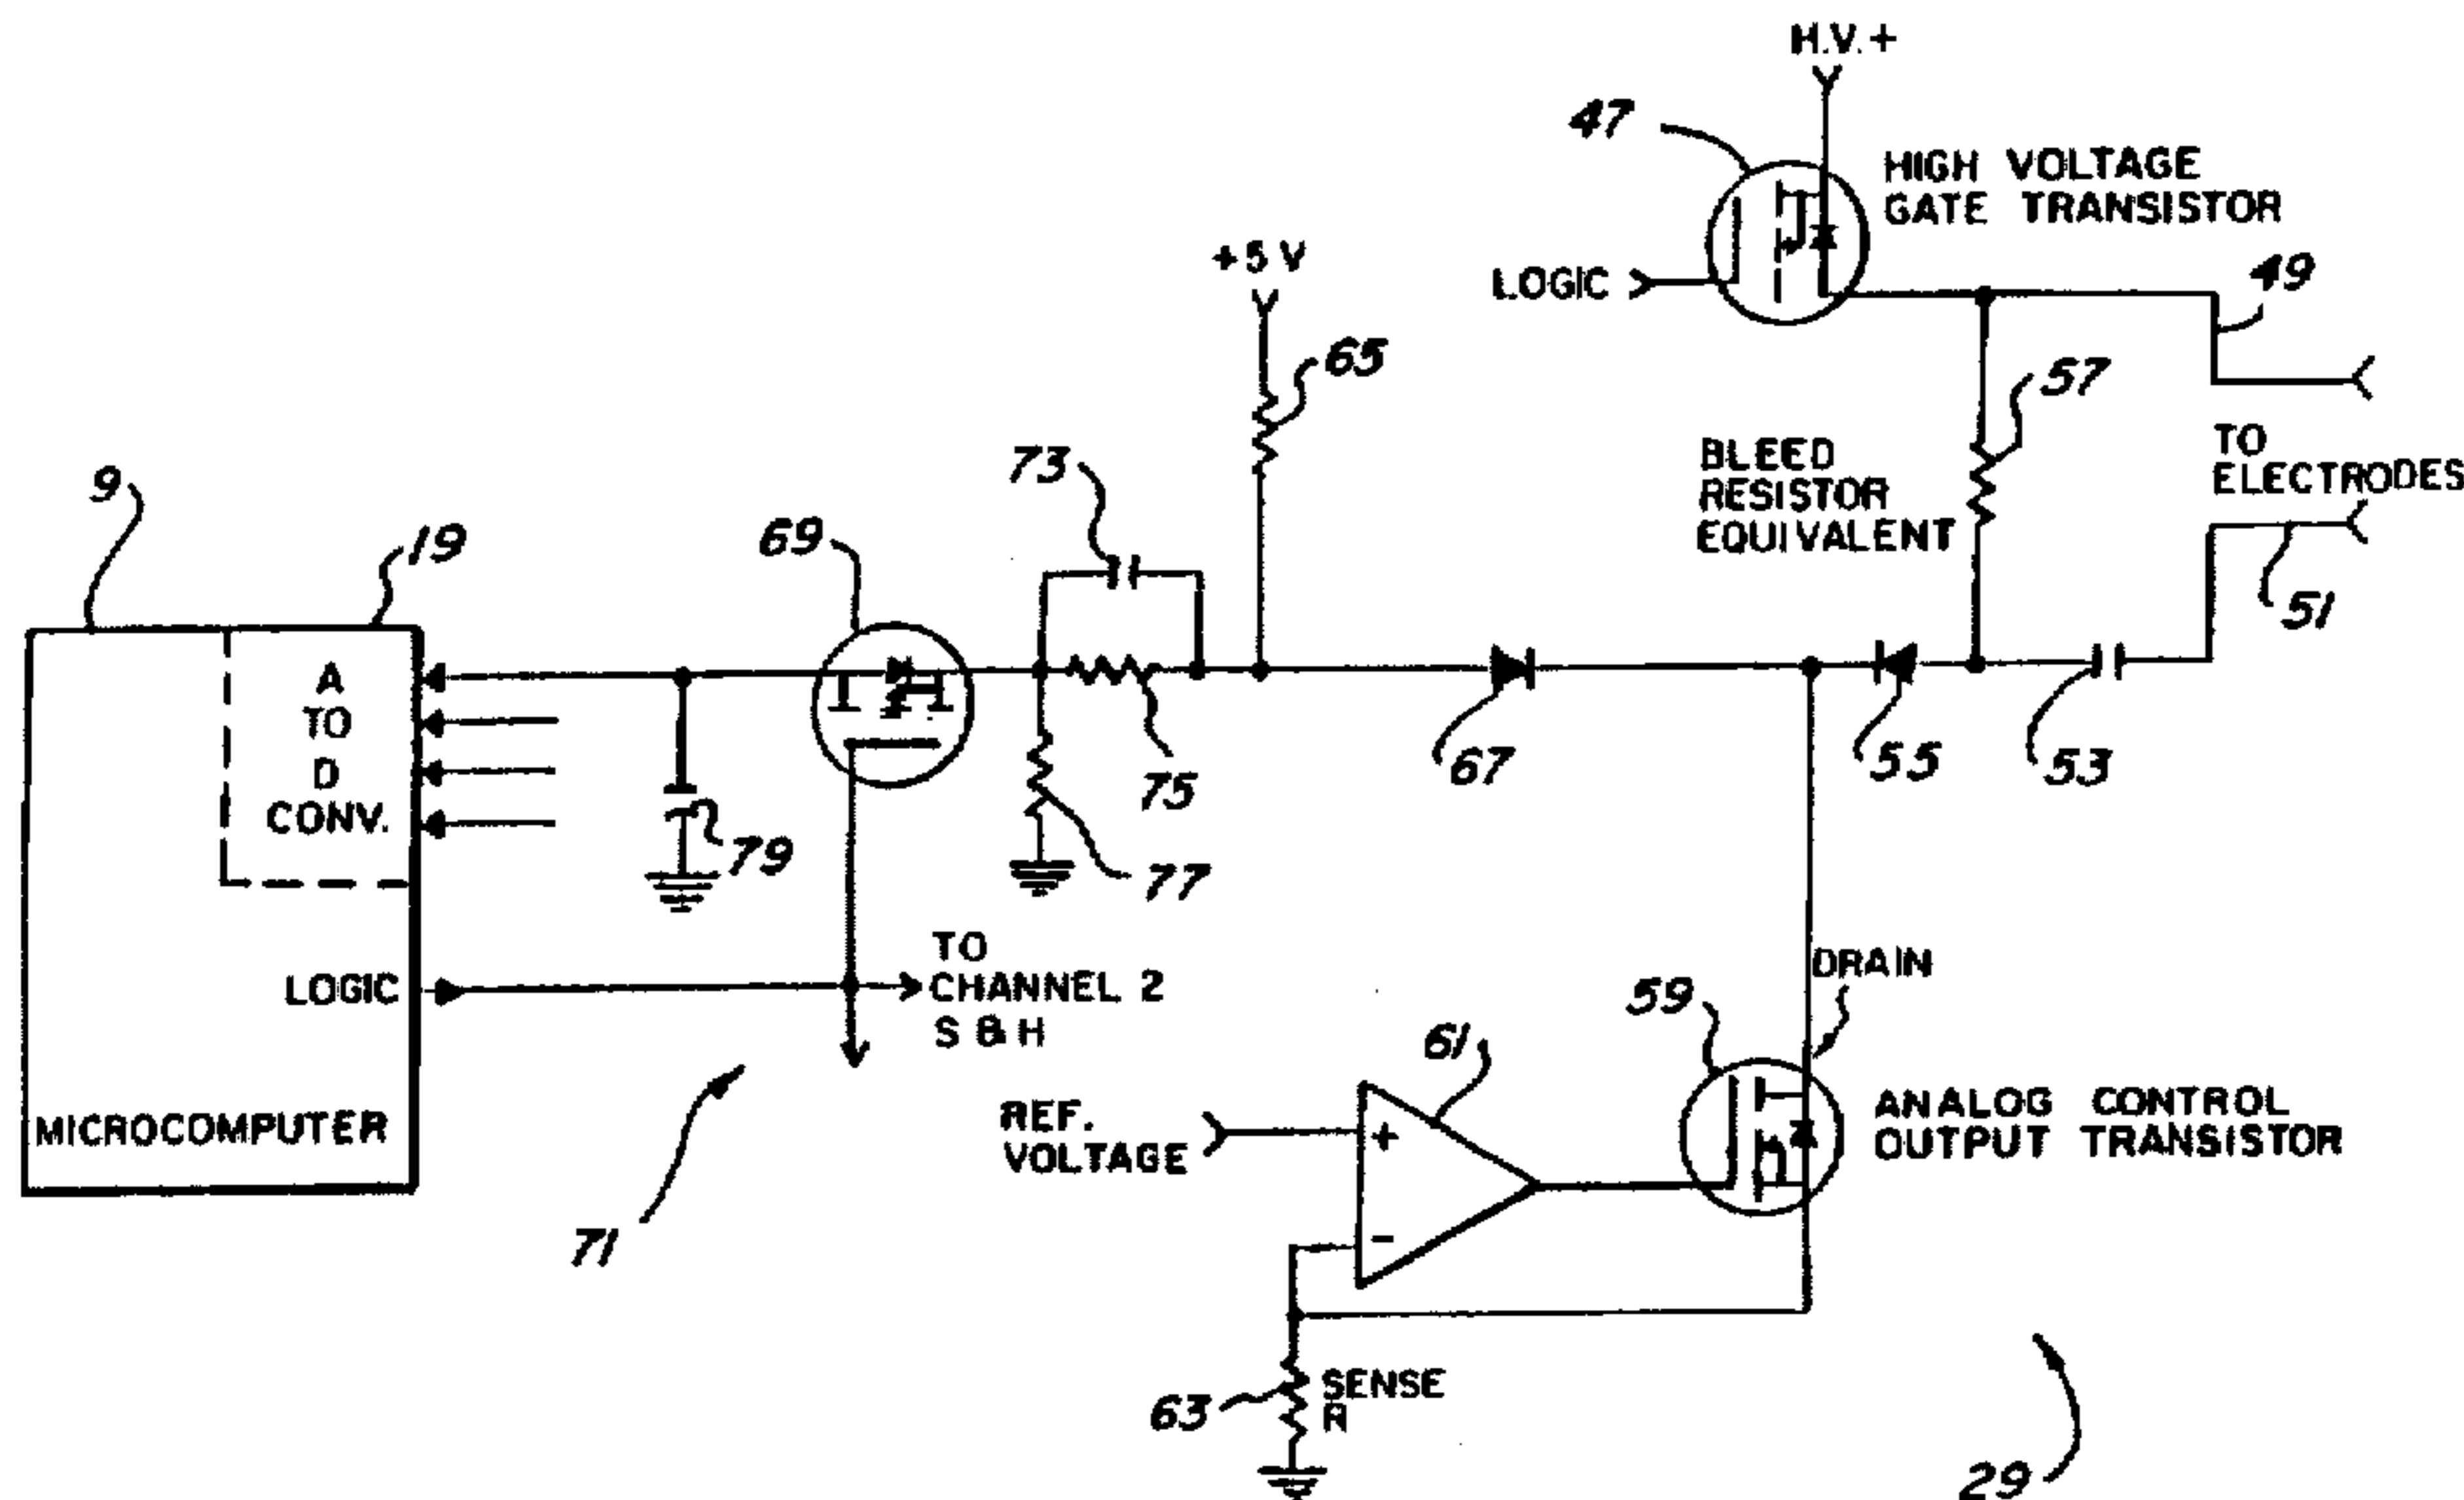 H.V.+
47
HIGH VOLTAGE
GATE TRANSISTOR
+5V
LOGIC
49
65
57
TO
ELECTRODES
BLEED
RESISTOR
EQUIVALENT
73
9
19
69
51
A
TO
D
CONV.
67
55
53
75
79
77
TO
CHANNEL 2
S & H
LOGIC
DRAIN
59
61
REF.
VOLTAGE
+
-
ANALOG CONTROL
OUTPUT TRANSISTOR
MICROCOMPUTER
71
63
SENSE
R
29